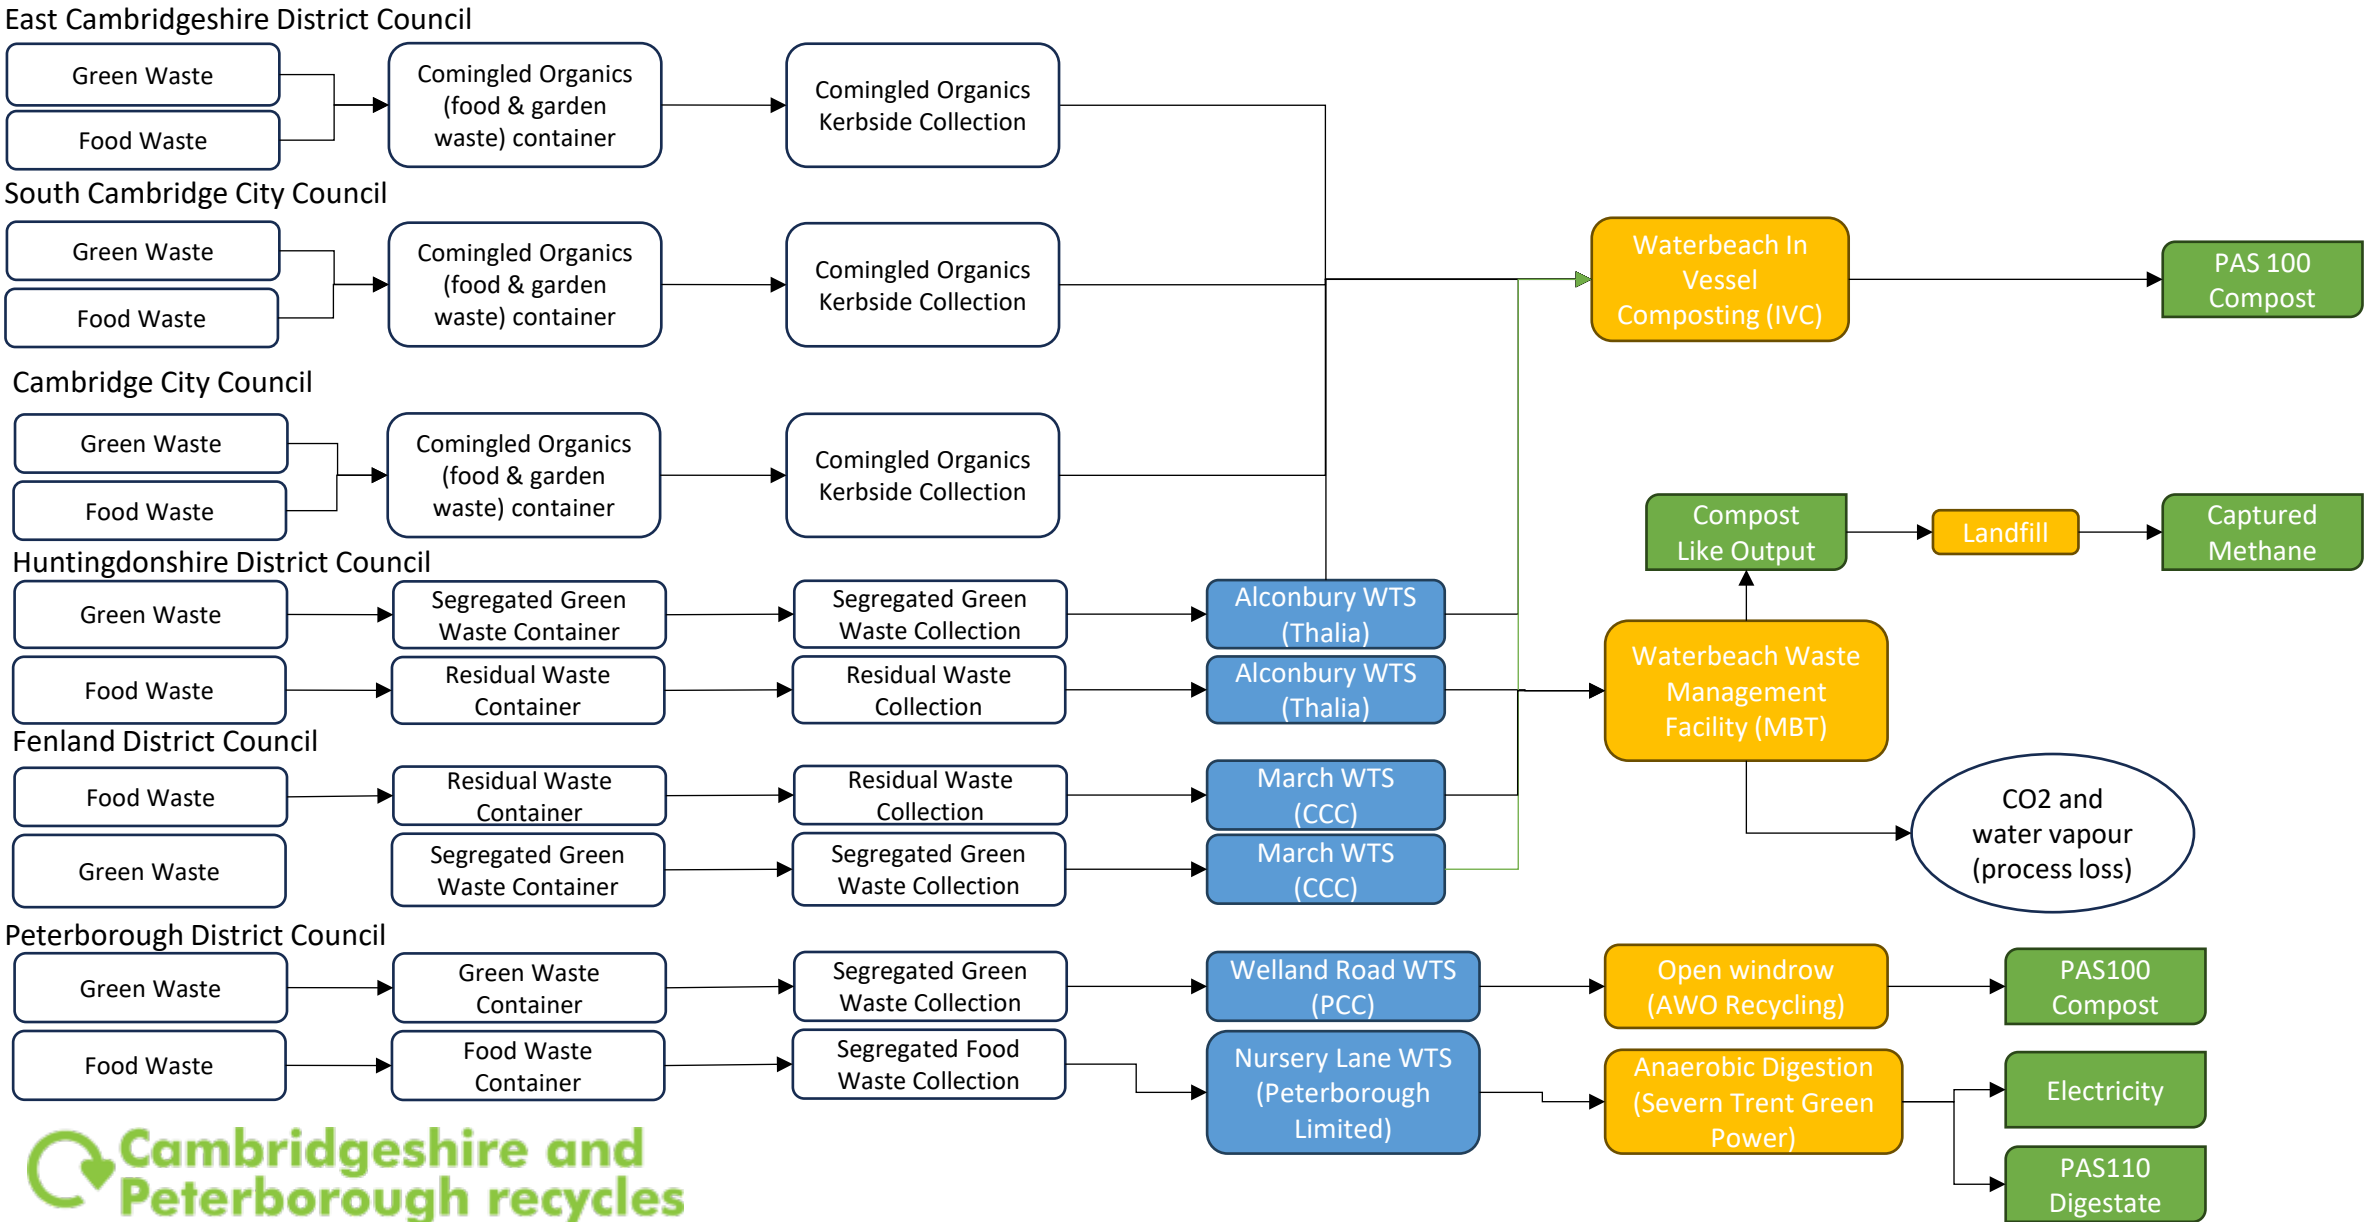 East Cambridgeshire District Council
Green Waste
Food Waste
Comingled Organics
(food & garden
waste) container
Comingled Organics
Kerbside Collection
South Cambridge City Council
Green Waste
Food Waste
Comingled Organics
(food & garden
waste) container
Comingled Organics
Kerbside Collection
Waterbeach In
Vessel
Composting (IVC)
PAS 100
Compost
Cambridge City Council
Green Waste
Food Waste
Comingled Organics
(food & garden
waste) container
Comingled Organics
Kerbside Collection
Compost
Like Output
Landfill
Captured
Methane
Huntingdonshire District Council
Green Waste
Segregated Green
Waste Container
Segregated Green
Waste Collection
Alconbury WTS
(Thalia)
Food Waste
Residual Waste
Container
Residual Waste
Collection
Alconbury WTS
(Thalia)
Waterbeach Waste
Management
Facility (MBT)
Fenland District Council
Food Waste
Residual Waste
Container
Residual Waste
Collection
March WTS
(CCC)
Green Waste
Segregated Green
Waste Container
Segregated Green
Waste Collection
March WTS
(CCC)
CO2 and
water vapour
(process loss)
Peterborough District Council
Green Waste
Green Waste
Container
Segregated Green
Waste Collection
Welland Road WTS
(PCC)
Open windrow
(AWO Recycling)
PAS100
Compost
Food Waste
Food Waste
Container
Segregated Food
Waste Collection
Nursery Lane WTS
(Peterborough
Limited)
Anaerobic Digestion
(Severn Trent Green
Power)
Electricity
PAS110
Digestate
Cambridgeshire and
Peterborough recycles